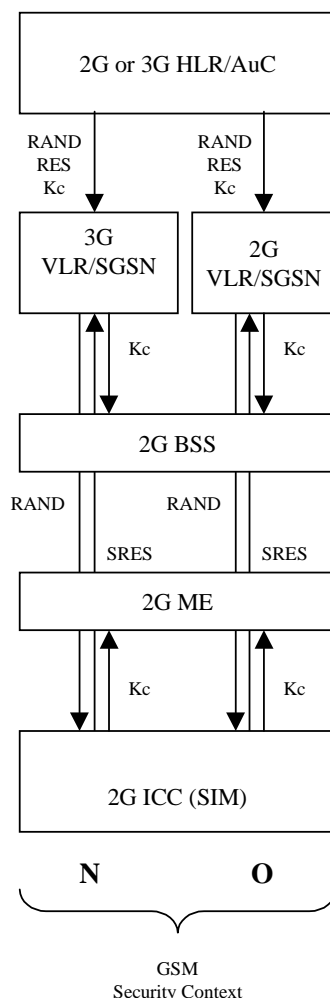 2G or 3G HLR/AuC
RAND
RES
Kc
RAND
RES
Kc
3G
VLR/SGSN
2G
VLR/SGSN
Kc
Kc
2G BSS
RAND
RAND
SRES
SRES
2G ME
Kc
Kc
2G ICC (SIM)
N
O
GSM
Security Context